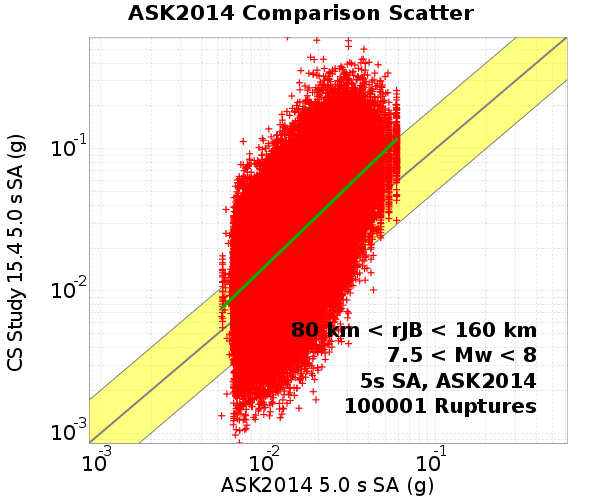 ASK2014 Comparison Scatter
CS Study 15.4 5.0 s SA (g)
10-1
10-2
10-3
80 km < rJB < 160 km
7.5 < Mw < 8
5s SA, ASK2014
100001 Ruptures
10-3 10-2 10-1
ASK2014 5.0 s SA (g)